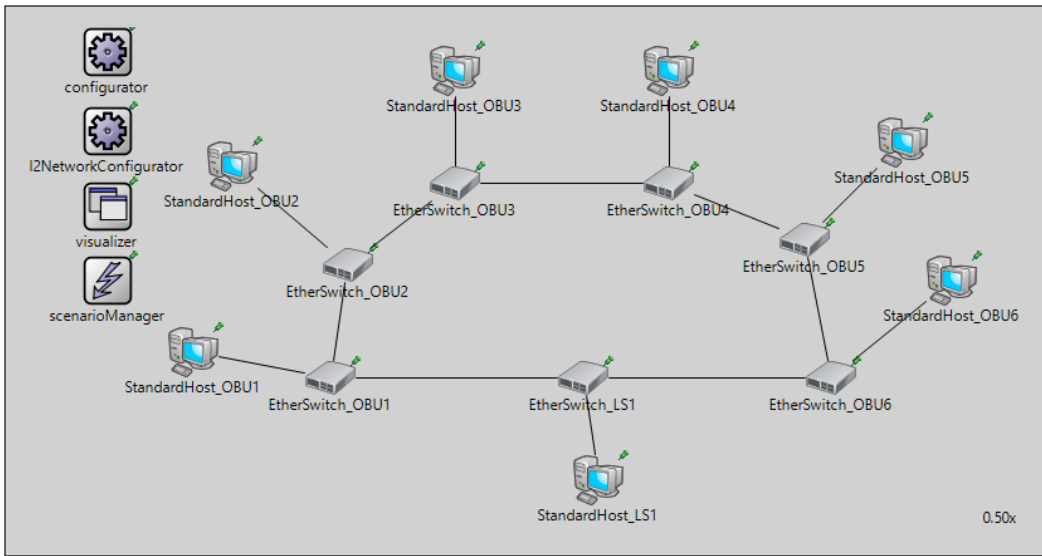 configurator
l2NetworkConfigurator
visualizer
scenarioManager
StandardHost_OBU3
StandardHost_OBU4
StandardHost_OBU2
EtherSwitch_OBU3
EtherSwitch_OBU4
StandardHost_OBU5
EtherSwitch_OBU2
EtherSwitch_OBU5
StandardHost_OBU6
StandardHost_OBU1
EtherSwitch_OBU1
EtherSwitch_LS1
EtherSwitch_OBU6
StandardHost_LS1
0.50x